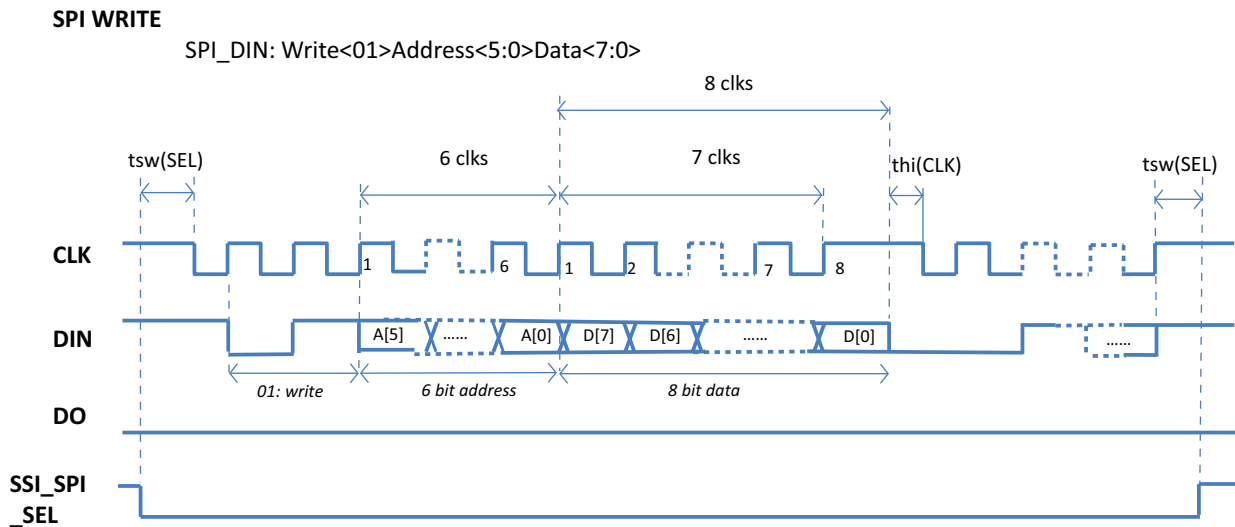 SPI WRITE
SPI_DIN: Write<01>Address<5:0>Data<7:0>
8 clks
tsw(SEL)
6 clks
7 clks
thi(CLK)
tsw(SEL)
CLK
1
6
1
2
7
8
DIN
A[5]
......
A[0]
D[7]
D[6]
......
D[0]
......
01: write
6 bit address
8 bit data
DO
SSI_SPI
_SEL